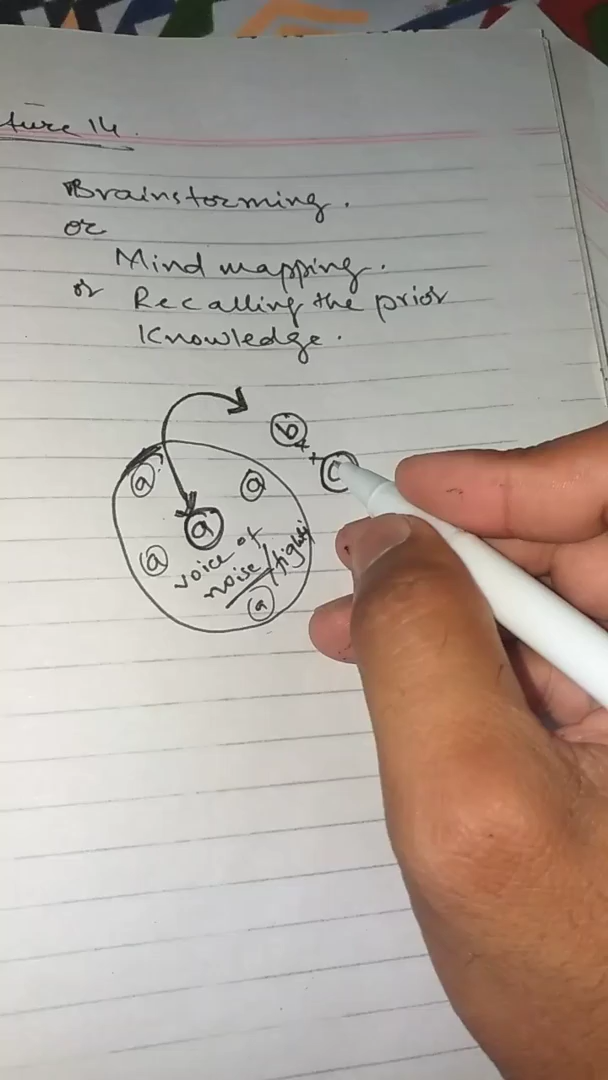 ture 14.
Brainstorming.
or
Mind mapping.
or Recalling the prior
Knowledge.
b
a a c
a
a voice of
noise/fight
a